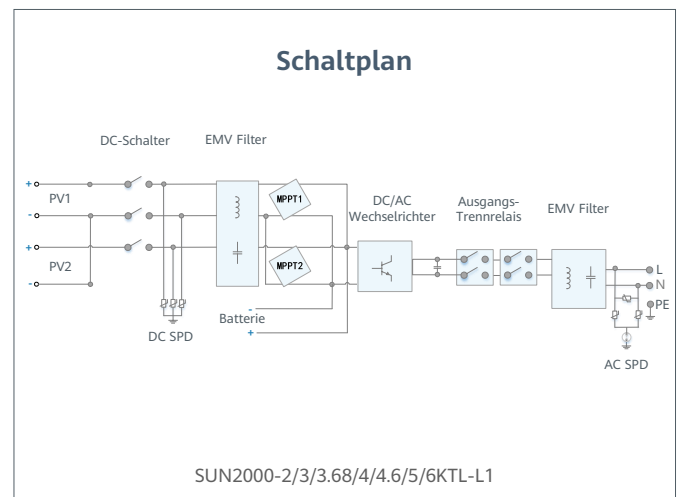 Schaltplan
DC-Schalter
EMV Filter
+
PV1
-
+
PV2
-
MPPT1
MPPT2
DC/AC
Wechselrichter
Ausgangs-
Trennrelais
EMV Filter
L
N
PE
-
Batterie
+
DC SPD
AC SPD
SUN2000-2/3/3.68/4/4.6/5/6KTL-L1